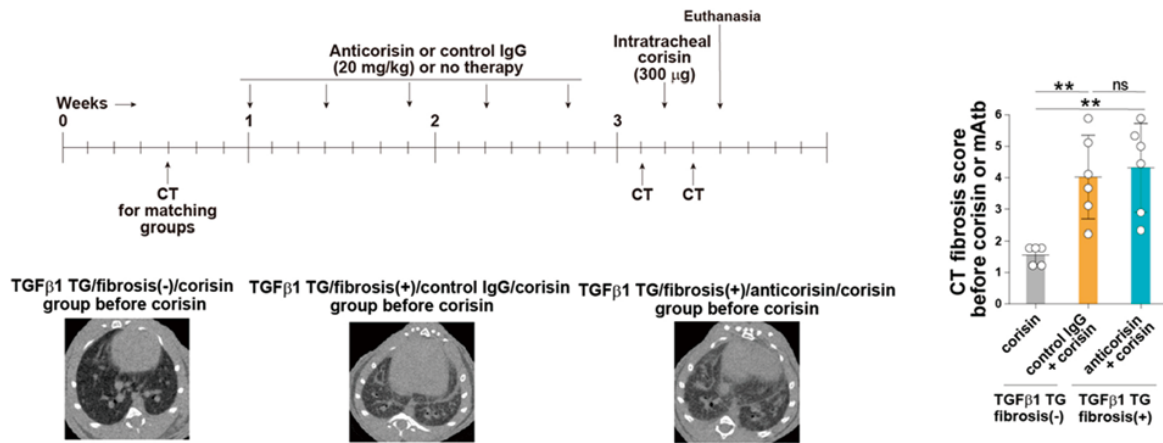 Euthanasia
Anticorisin or control IgG
(20 mg/kg) or no therapy
Intratracheal
corisin
(300 μg)
Weeks
0
1
2
3
CT
for matching
groups
CT
CT
TGFβ1 TG/fibrosis(-)/corisin
group before corisin
TGFβ1 TG/fibrosis(+)/control IgG/corisin
group before corisin
TGFβ1 TG/fibrosis(+)/anticorisin/corisin
group before corisin
** ns
**
CT fibrosis score
before corisin or mAtb
6
5
4
3
2
1
0
corisin
control IgG
+ corisin
anticorisin
+ corisin
TGFβ1 TG
fibrosis(-)
TGFβ1 TG
fibrosis(+)